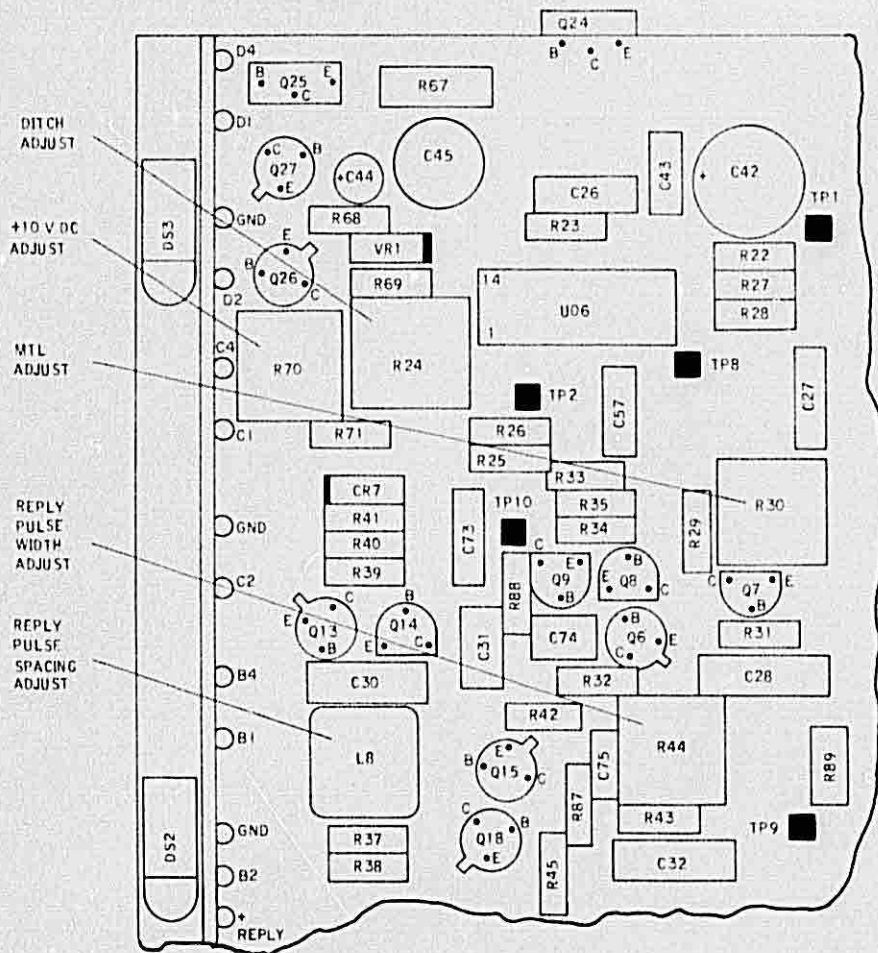 Q24
B C E
D4
B Q25 E
C
R67
D1
DITCH
ADJUST
C B
Q27
E
+C44
C45
C43
+ C42
C26
TP1
DS3
GND
R68
R23
+10 V DC
ADJUST
VR1
E
B Q26
C
R69
R22
R27
R28
14
U06
1
D2
C4
MTL
ADJUST
R70
R24
TP8
TP2
C57
C27
C1
R71
R26
R25
R33
CR7
R41
R40
R39
C73
TP10
R35
R34
R29
R30
REPLY
PULSE
WIDTH
ADJUST
GND
C2
C E
Q9
B
B
E Q8 C
C E
Q7
B
R88
C
E Q13
B
B
Q14
E C
C31
C74
B
Q6 E
C
R31
REPLY
PULSE
SPACING
ADJUST
B4
C30
R32
C28
R42
B1
L8
E
B Q15
C
C75
R44
R89
R87
DS2
GND
R37
R38
C B
Q18
E
R43
TP9
R45
C32
B2
+
REPLY